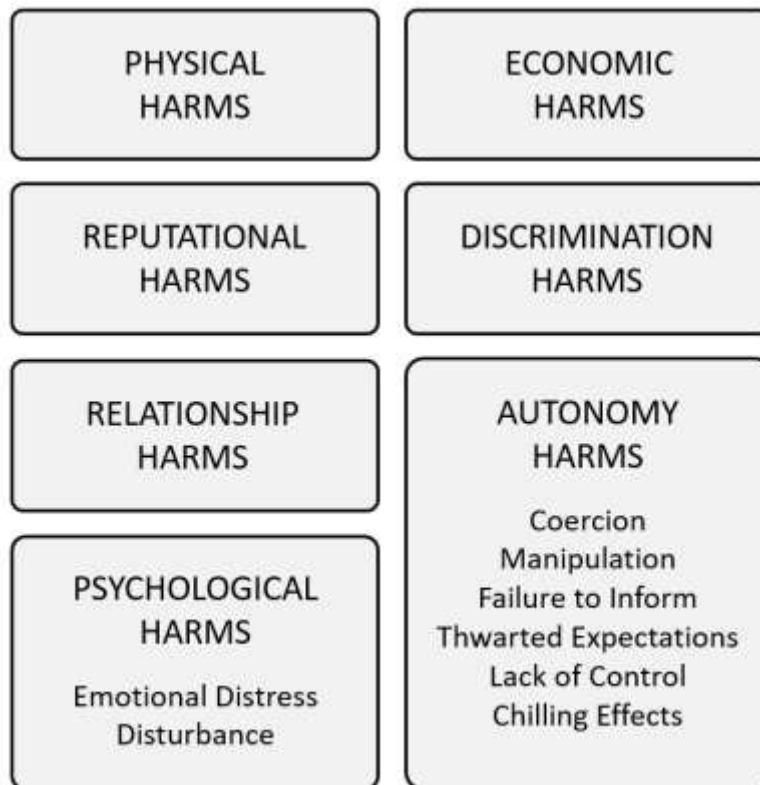 PHYSICAL
HARMS
ECONOMIC
HARMS
REPUTATIONAL
HARMS
DISCRIMINATION
HARMS
RELATIONSHIP
HARMS
AUTONOMY
HARMS
Coercion
Manipulation
Failure to Inform
Thwarted Expectations
Lack of Control
Chilling Effects
PSYCHOLOGICAL
HARMS
Emotional Distress
Disturbance